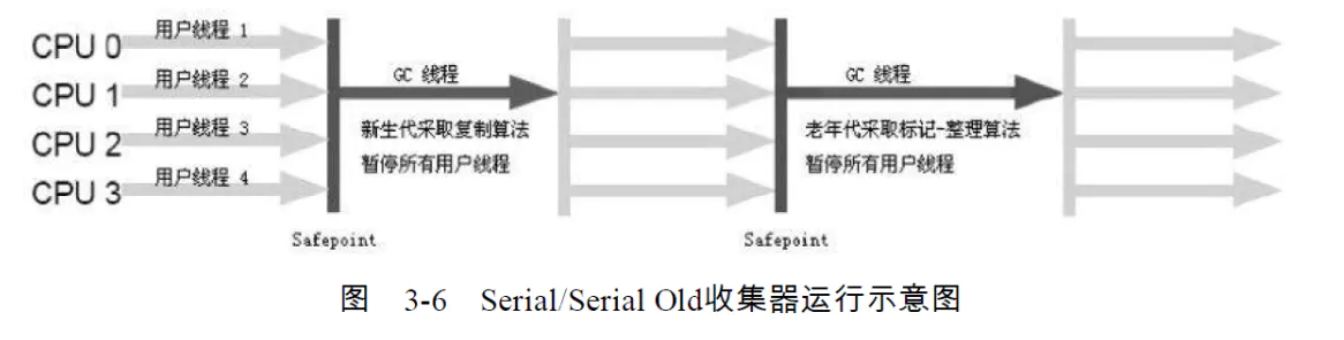 CPU 0 用户线程 1
CPU 1 用户线程 2
CPU 2 用户线程 3
CPU 3 用户线程 4
GC 线程
新生代采取复制算法
暂停所有用户线程
GC 线程
老年代采取标记-整理算法
暂停所有用户线程
Safepoint
Safepoint
图 3-6 Serial/Serial Old收集器运行示意图